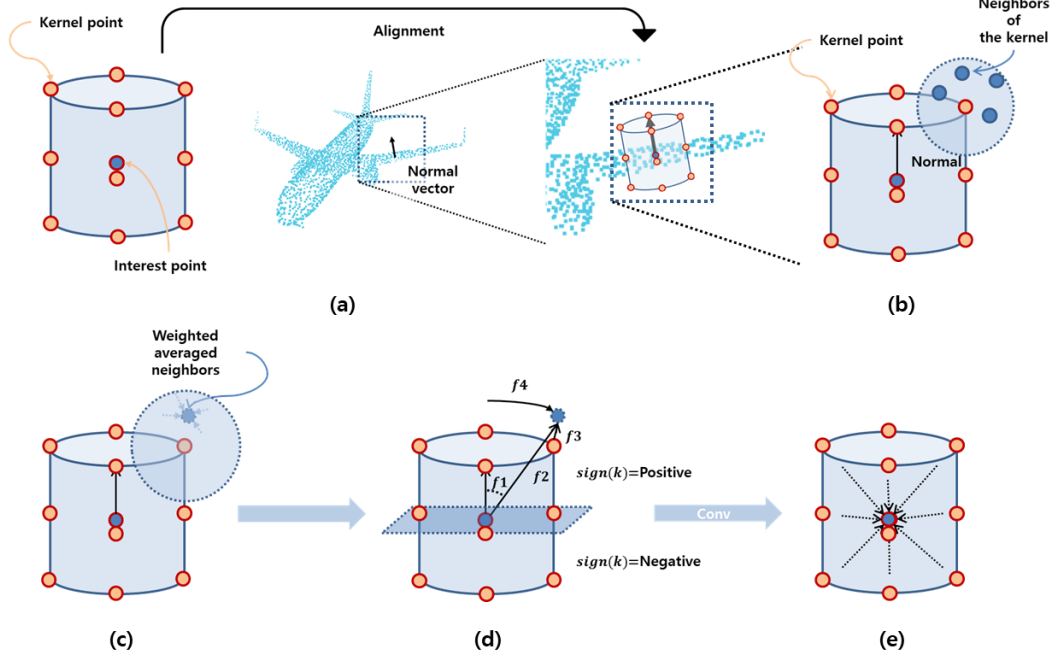 Kernel point
Alignment
Neighbors
of
the kernel
Kernel point
Normal
vector
Normal
Interest point
(a)
(b)
Weighted
averaged
neighbors
f4
f3
f1
f2
sign(k)=Positive
Conv
sign(k)=Negative
(c)
(d)
(e)